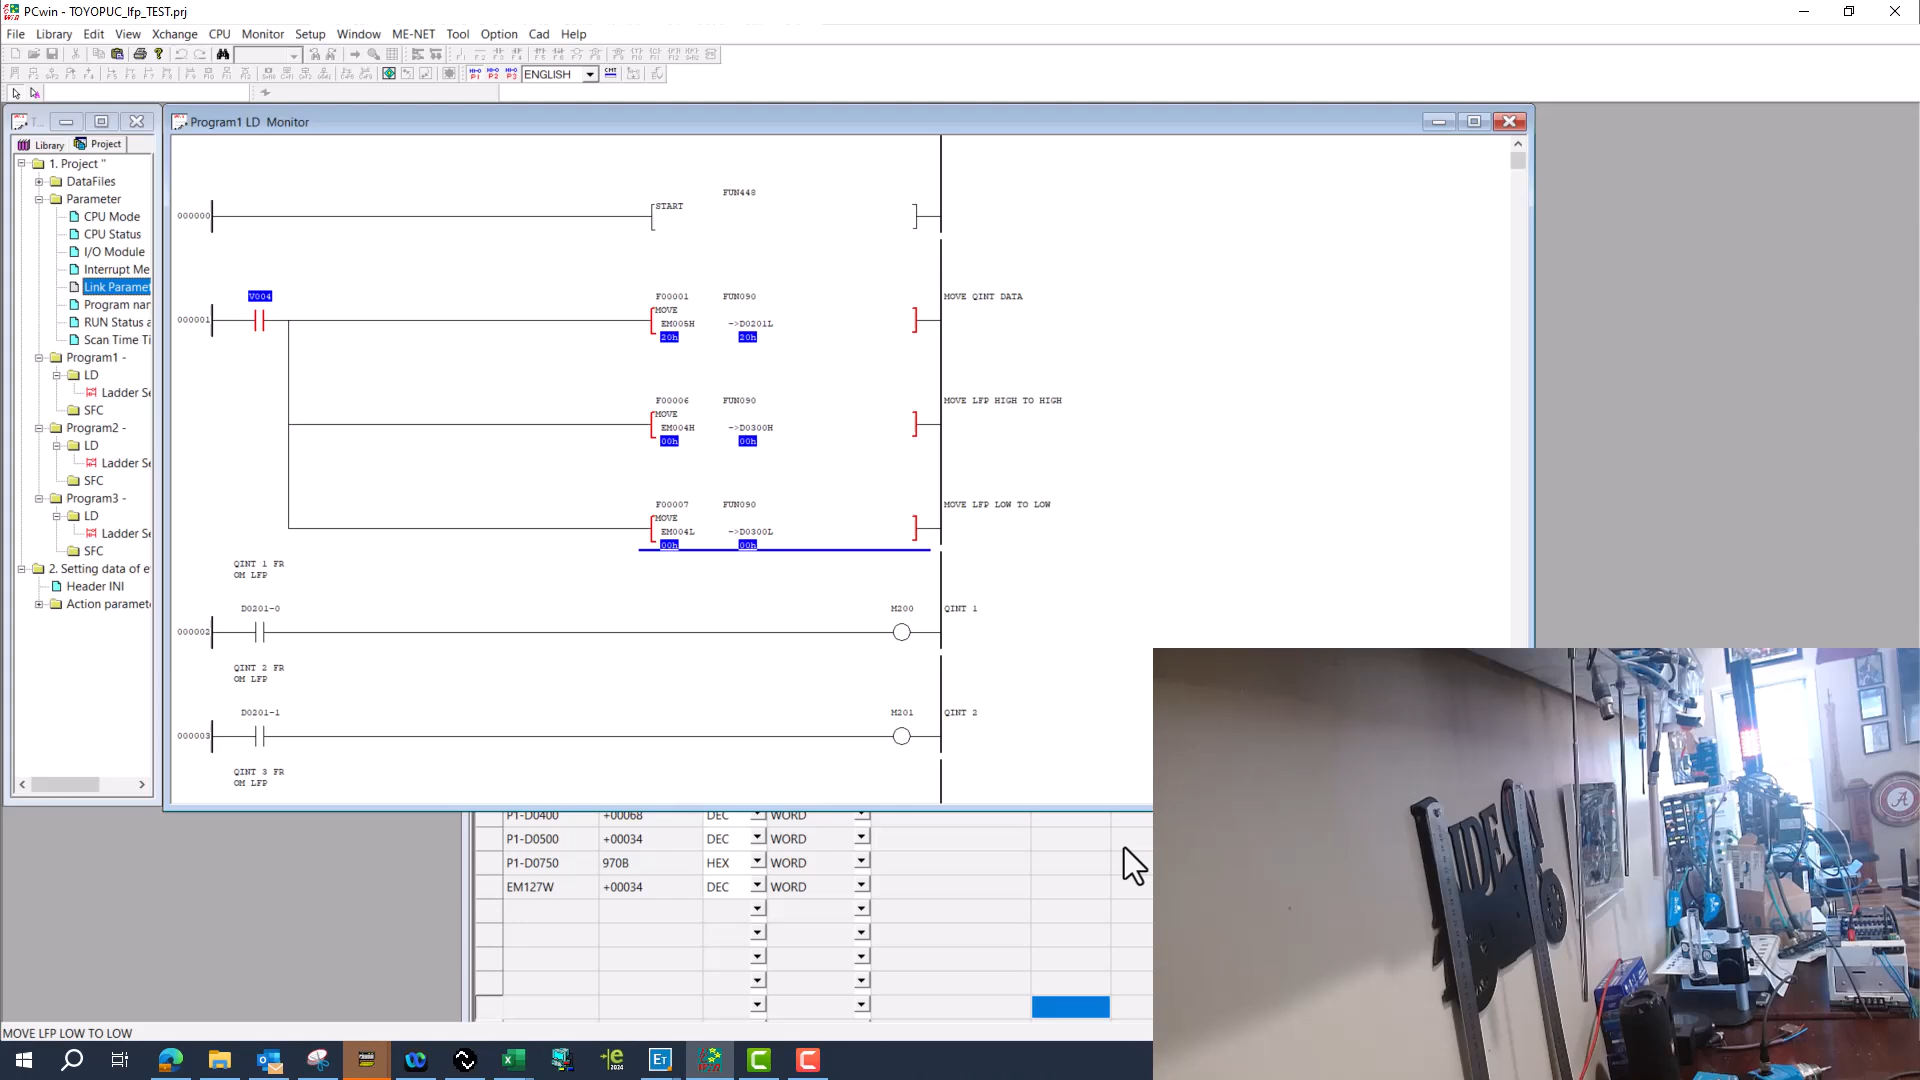 PCwin - TOYOPUC_lfp_TEST.prj
File Library Edit View Xchange CPU Monitor Setup Window ME-NET Tool Option Cad Help
ENGLISH
T...
Program1 LD Monitor
Library Project
1. Project "
DataFiles
Parameter
CPU Mode
CPU Status
I/O Module
Interrupt Me
Link Paramet
Program nar
RUN Status a
Scan Time Ti
Program1 -
LD
Ladder Se
SFC
Program2 -
LD
Ladder Se
SFC
Program3 -
LD
Ladder Se
SFC
2. Setting data of e
Header INI
Action paramete
FUN448
000000 START
V004 F00001 FUN090 MOVE QINT DATA
000001 MOVE
EM005H ->D0201L
20h 20h
F00006 FUN090 MOVE LFP HIGH TO HIGH
MOVE
EM004H ->D0300H
00h 00h
F00007 FUN090 MOVE LFP LOW TO LOW
MOVE
EM004L ->D0300L
00h 00h
QINT 1 FR
OM LFP
D0201-0 M200 QINT 1
000002
QINT 2 FR
OM LFP
D0201-1 M201 QINT 2
000003
QINT 3 FR
OM LFP
P1-D0400 +00068 DEC WORD
P1-D0500 +00034 DEC WORD
P1-D0750 970B HEX WORD
EM127W +00034 DEC WORD
MOVE LFP LOW TO LOW